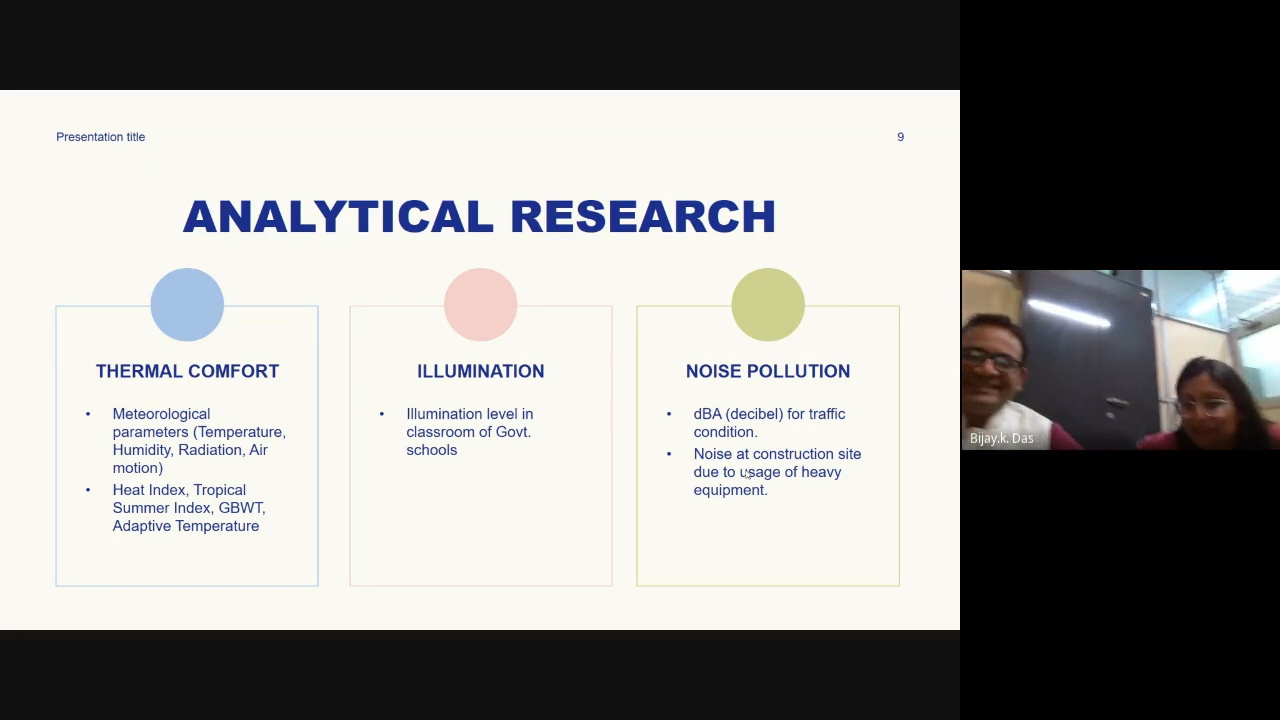 Presentation title
9
ANALYTICAL RESEARCH
THERMAL COMFORT
• Meteorological
parameters (Temperature,
Humidity, Radiation, Air
motion)
• Heat Index, Tropical
Summer Index, GBWT,
Adaptive Temperature
ILLUMINATION
• Illumination level in
classroom of Govt.
schools
NOISE POLLUTION
• dBA (decibel) for traffic
condition.
• Noise at construction site
due to usage of heavy
equipment.
Bijay.k. Das